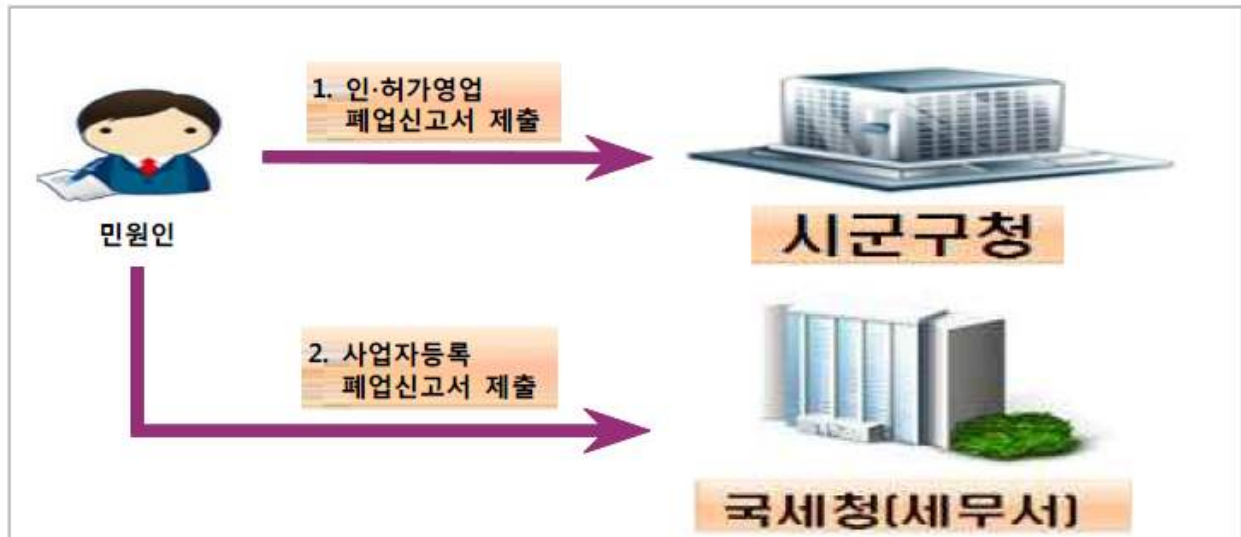 1. 인·허가영업
폐업신고서 제출
시군구청
민원인
2. 사업자등록
폐업신고서 제출
국세청(세무서)